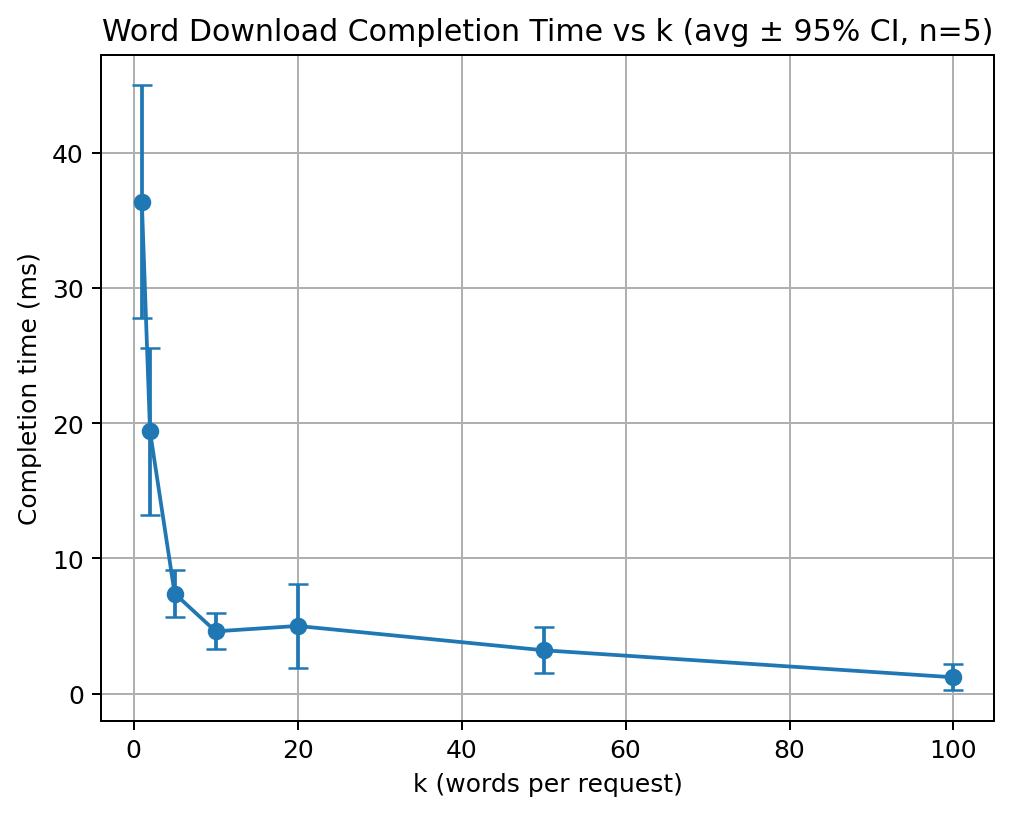 Word Download Completion Time vs k (avg ± 95% CI, n=5)
Completion time (ms)
40
30
20
10
0
0 20 40 60 80 100
k (words per request)